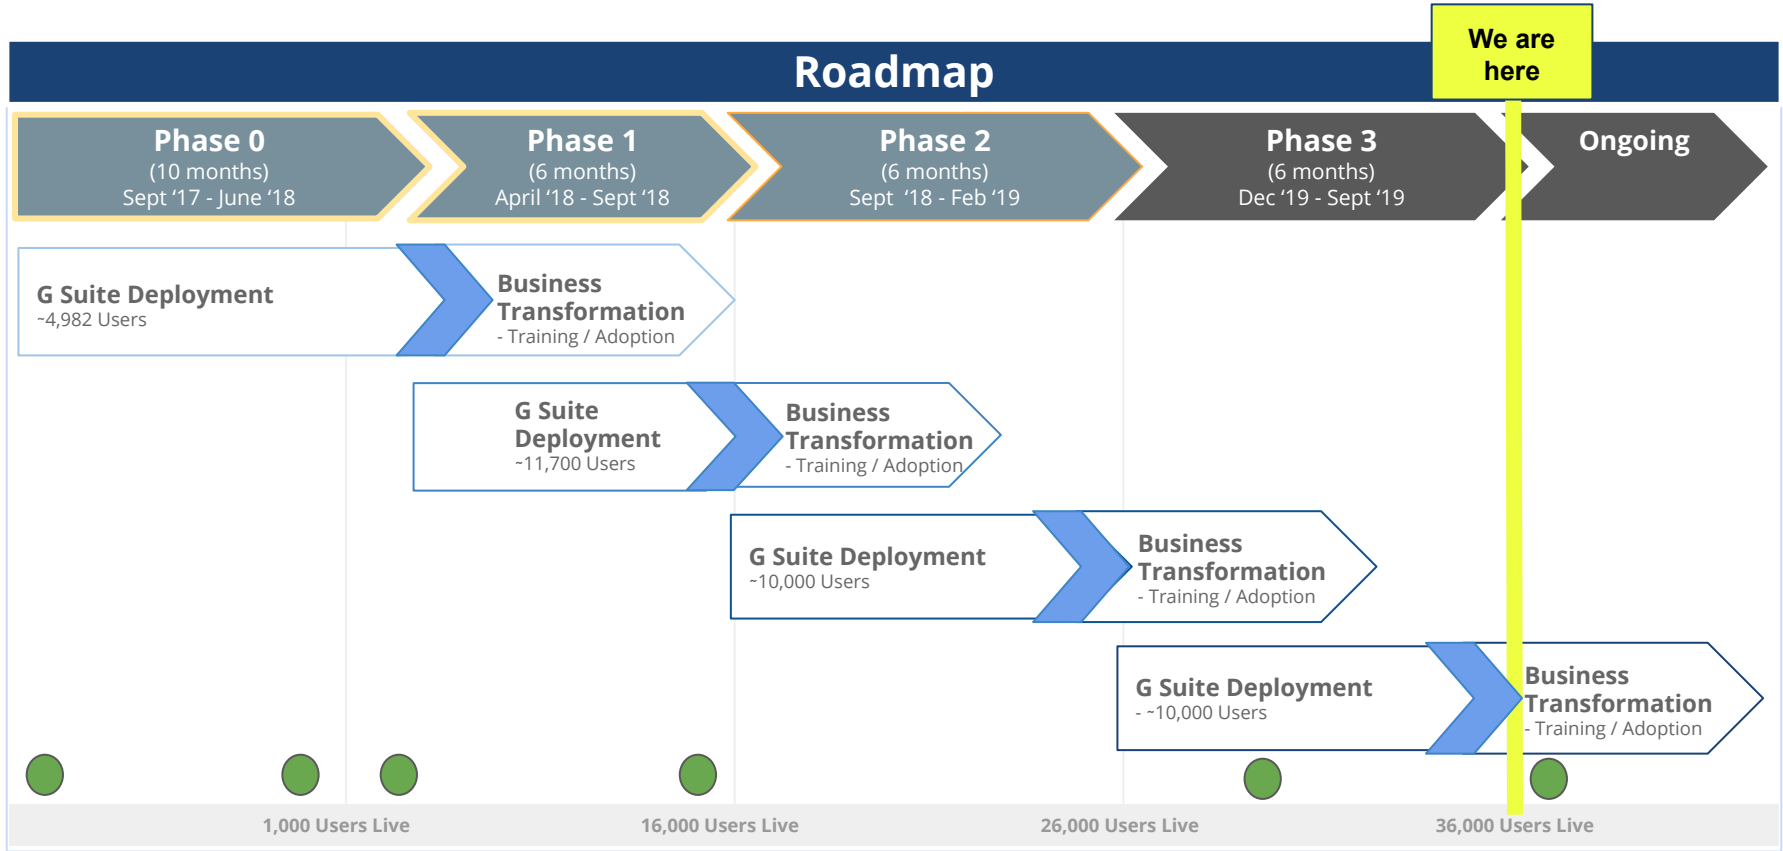 We are
here
Roadmap
Phase 0
(10 months)
Sept ‘17 - June ‘18
Phase 1
(6 months)
April ‘18 - Sept ‘18
Phase 2
(6 months)
Sept ‘18 - Feb ‘19
Phase 3
(6 months)
Dec ‘19 - Sept ‘19
Ongoing
G Suite Deployment
~4,982 Users
Business
Transformation
- Training / Adoption
G Suite
Deployment
~11,700 Users
Business
Transformation
- Training / Adoption
G Suite Deployment
~10,000 Users
Business
Transformation
- Training / Adoption
G Suite Deployment
- ~10,000 Users
Business
Transformation
- Training / Adoption
1,000 Users Live
16,000 Users Live
26,000 Users Live
36,000 Users Live